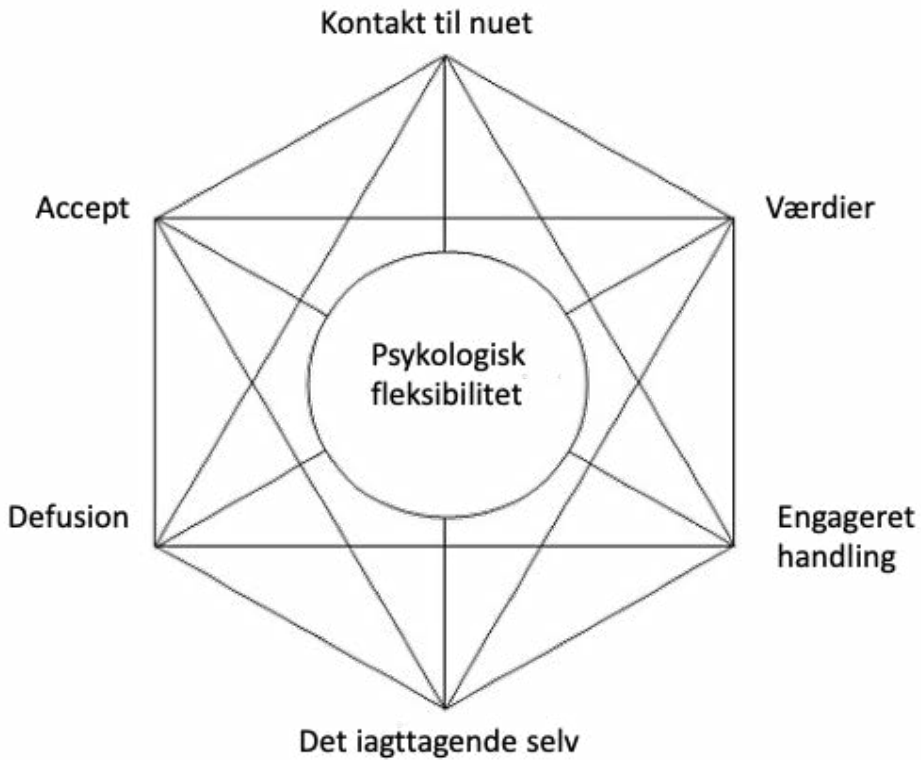 Kontakt til nuet
Accept
Værdier
Psykologisk
fleksibilitet
Defusion
Engageret
handling
Det iagttagende selv